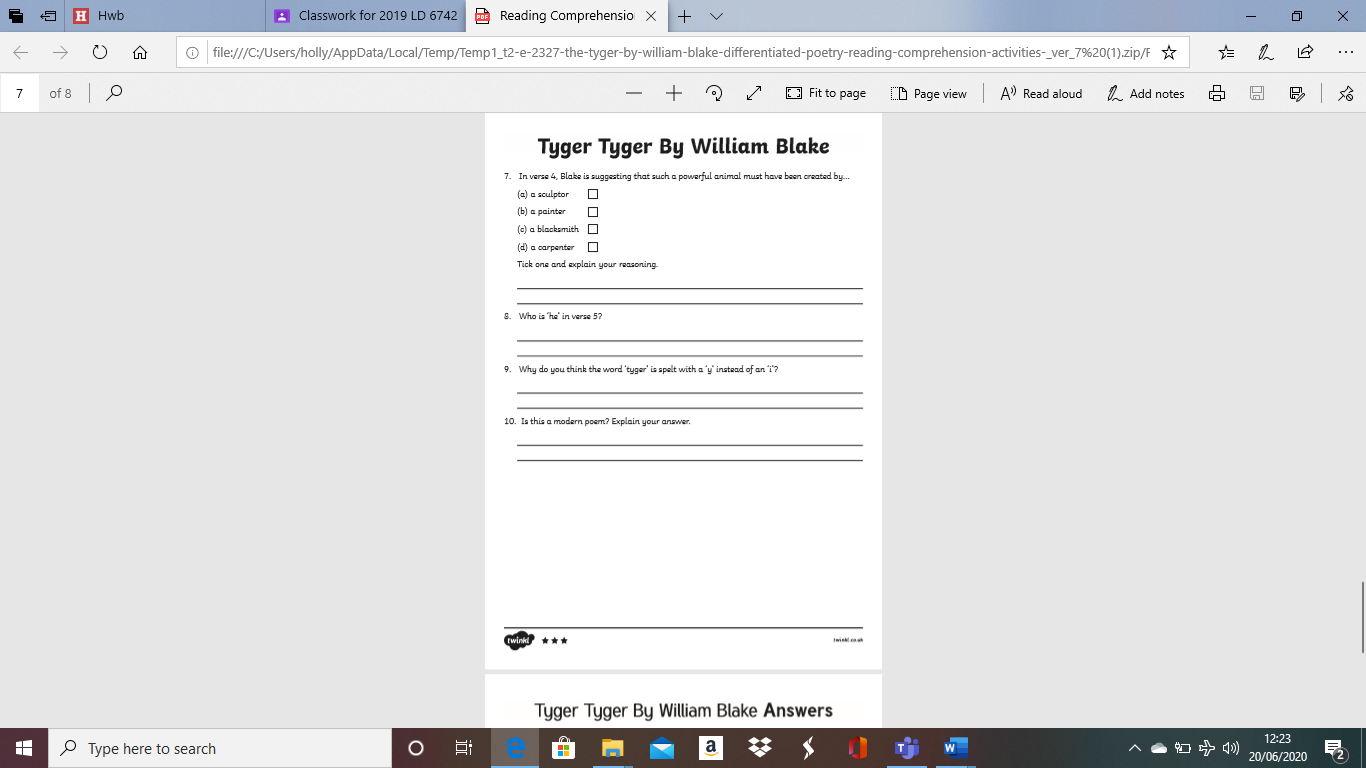 Hwb
Classwork for 2019 LD 6742
Reading Comprehensio
file:///C:/Users/holly/AppData/Local/Temp/Temp1_t2-e-2327-the-tyger-by-william-blake-differentiated-poetry-reading-comprehension-activities-_ver_7%20(1).zip/F
7 of 8
Fit to page
Page view
Read aloud
Add notes
Tyger Tyger By William Blake
7. In verse 4, Blake is suggesting that such a powerful animal must have been created by...
(a) a sculptor
(b) a painter
(c) a blacksmith
(d) a carpenter
Tick one and explain your reasoning.
8. Who is 'he' in verse 5?
9. Why do you think the word 'tyger' is spelt with a 'y' instead of an 'i'?
10. Is this a modern poem? Explain your answer.
twinkl
twinkl.co.uk
Tyger Tyger By William Blake Answers
Type here to search
12:23
20/06/2020
2